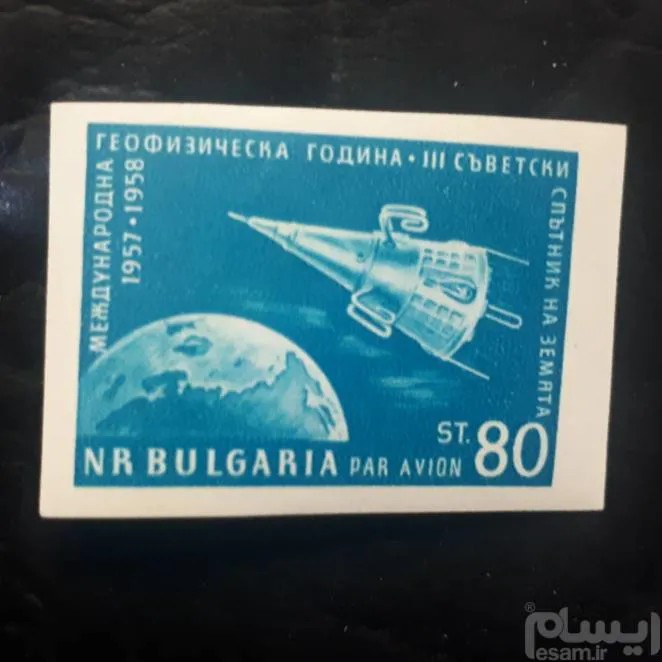 МЕЖДУНАРОДНА
ГЕОФИЗИЧЕСКА ГОДИНА · III СЪВЕТСКИ
СПЪТНИК НА ЗЕМЯТА
1957 · 1958
ST. 80
NR BULGARIA PAR AVION
ایسام
®
esam.ir